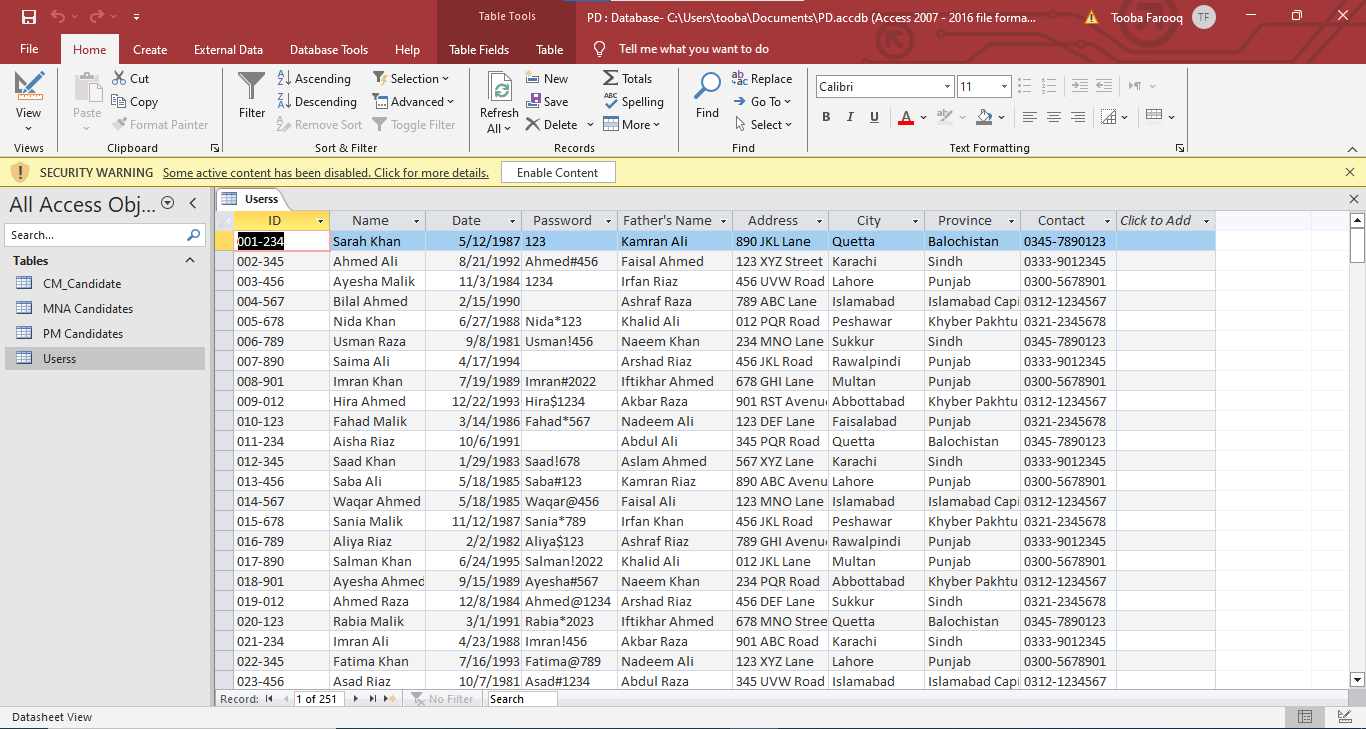 Table Tools
PD : Database- C:\Users\tooba\Documents\PD.accdb (Access 2007 - 2016 file forma...
Tooba Farooq
TF
File Home Create External Data Database Tools Help Table Fields Table Tell me what you want to do
View
Views
Paste
Cut
Copy
Format Painter
Clipboard
Filter
Ascending
Descending
Remove Sort
Selection
Advanced
Toggle Filter
Sort & Filter
Refresh
All
New
Save
Delete
Totals
Spelling
More
Records
Find
Replace
Go To
Select
Find
Calibri 11
B I U A
Text Formatting
SECURITY WARNING Some active content has been disabled. Click for more details. Enable Content
All Access Obj...
Search...
Tables
CM_Candidate
MNA Candidates
PM Candidates
Userss
Userss
ID Name Date Password Father's Name Address City Province Contact Click to Add
001-234 Sarah Khan 5/12/1987 123 Kamran Ali 890 JKL Lane Quetta Balochistan 0345-7890123
002-345 Ahmed Ali 8/21/1992 Ahmed#456 Faisal Ahmed 123 XYZ Street Karachi Sindh 0333-9012345
003-456 Ayesha Malik 11/3/1984 1234 Irfan Riaz 456 UVW Road Lahore Punjab 0300-5678901
004-567 Bilal Ahmed 2/15/1990 Ashraf Raza 789 ABC Lane Islamabad Islamabad Capi 0312-1234567
005-678 Nida Khan 6/27/1988 Nida*123 Khalid Ali 012 PQR Road Peshawar Khyber Pakhtu 0321-2345678
006-789 Usman Raza 9/8/1981 Usman!456 Naeem Khan 234 MNO Lane Sukkur Sindh 0345-7890123
007-890 Saima Ali 4/17/1994 Arshad Riaz 456 JKL Road Rawalpindi Punjab 0333-9012345
008-901 Imran Khan 7/19/1989 Imran#2022 Iftikhar Ahmed 678 GHI Lane Multan Punjab 0300-5678901
009-012 Hira Ahmed 12/22/1993 Hira$1234 Akbar Raza 901 RST Avenu Abbottabad Khyber Pakhtu 0312-1234567
010-123 Fahad Malik 3/14/1986 Fahad*567 Nadeem Ali 123 DEF Lane Faisalabad Punjab 0321-2345678
011-234 Aisha Riaz 10/6/1991 Abdul Ali 345 PQR Road Quetta Balochistan 0345-7890123
012-345 Saad Khan 1/29/1983 Saad!678 Aslam Ahmed 567 XYZ Lane Karachi Sindh 0333-9012345
013-456 Saba Ali 5/18/1985 Saba#123 Kamran Riaz 890 ABC Avenu Lahore Punjab 0300-5678901
014-567 Waqar Ahmed 5/18/1985 Waqar@456 Faisal Ali 123 MNO Lane Islamabad Islamabad Capi 0312-1234567
015-678 Sania Malik 11/12/1987 Sania*789 Irfan Khan 456 JKL Road Peshawar Khyber Pakhtu 0321-2345678
016-789 Aliya Riaz 2/2/1982 Aliya$123 Ashraf Riaz 789 GHI Avenu Rawalpindi Punjab 0333-9012345
017-890 Salman Khan 6/24/1995 Salman!2022 Khalid Ali 012 JKL Lane Multan Punjab 0300-5678901
018-901 Ayesha Ahmed 9/15/1989 Ayesha#567 Naeem Khan 234 PQR Road Abbottabad Khyber Pakhtu 0312-1234567
019-012 Ahmed Raza 12/8/1984 Ahmed@1234 Arshad Riaz 456 DEF Lane Sukkur Sindh 0321-2345678
020-123 Rabia Malik 3/1/1991 Rabia*2023 Iftikhar Ahmed 678 MNO Stree Quetta Balochistan 0345-7890123
021-234 Imran Ali 4/23/1988 Imran!456 Akbar Raza 901 ABC Road Karachi Sindh 0333-9012345
022-345 Fatima Khan 7/16/1993 Fatima@789 Nadeem Ali 123 XYZ Lane Lahore Punjab 0300-5678901
023-456 Asad Riaz 10/7/1981 Asad#1234 Abdul Raza 345 UVW Road Islamabad Islamabad Capi 0312-1234567
Record: 1 of 251 No Filter Search
Datasheet View